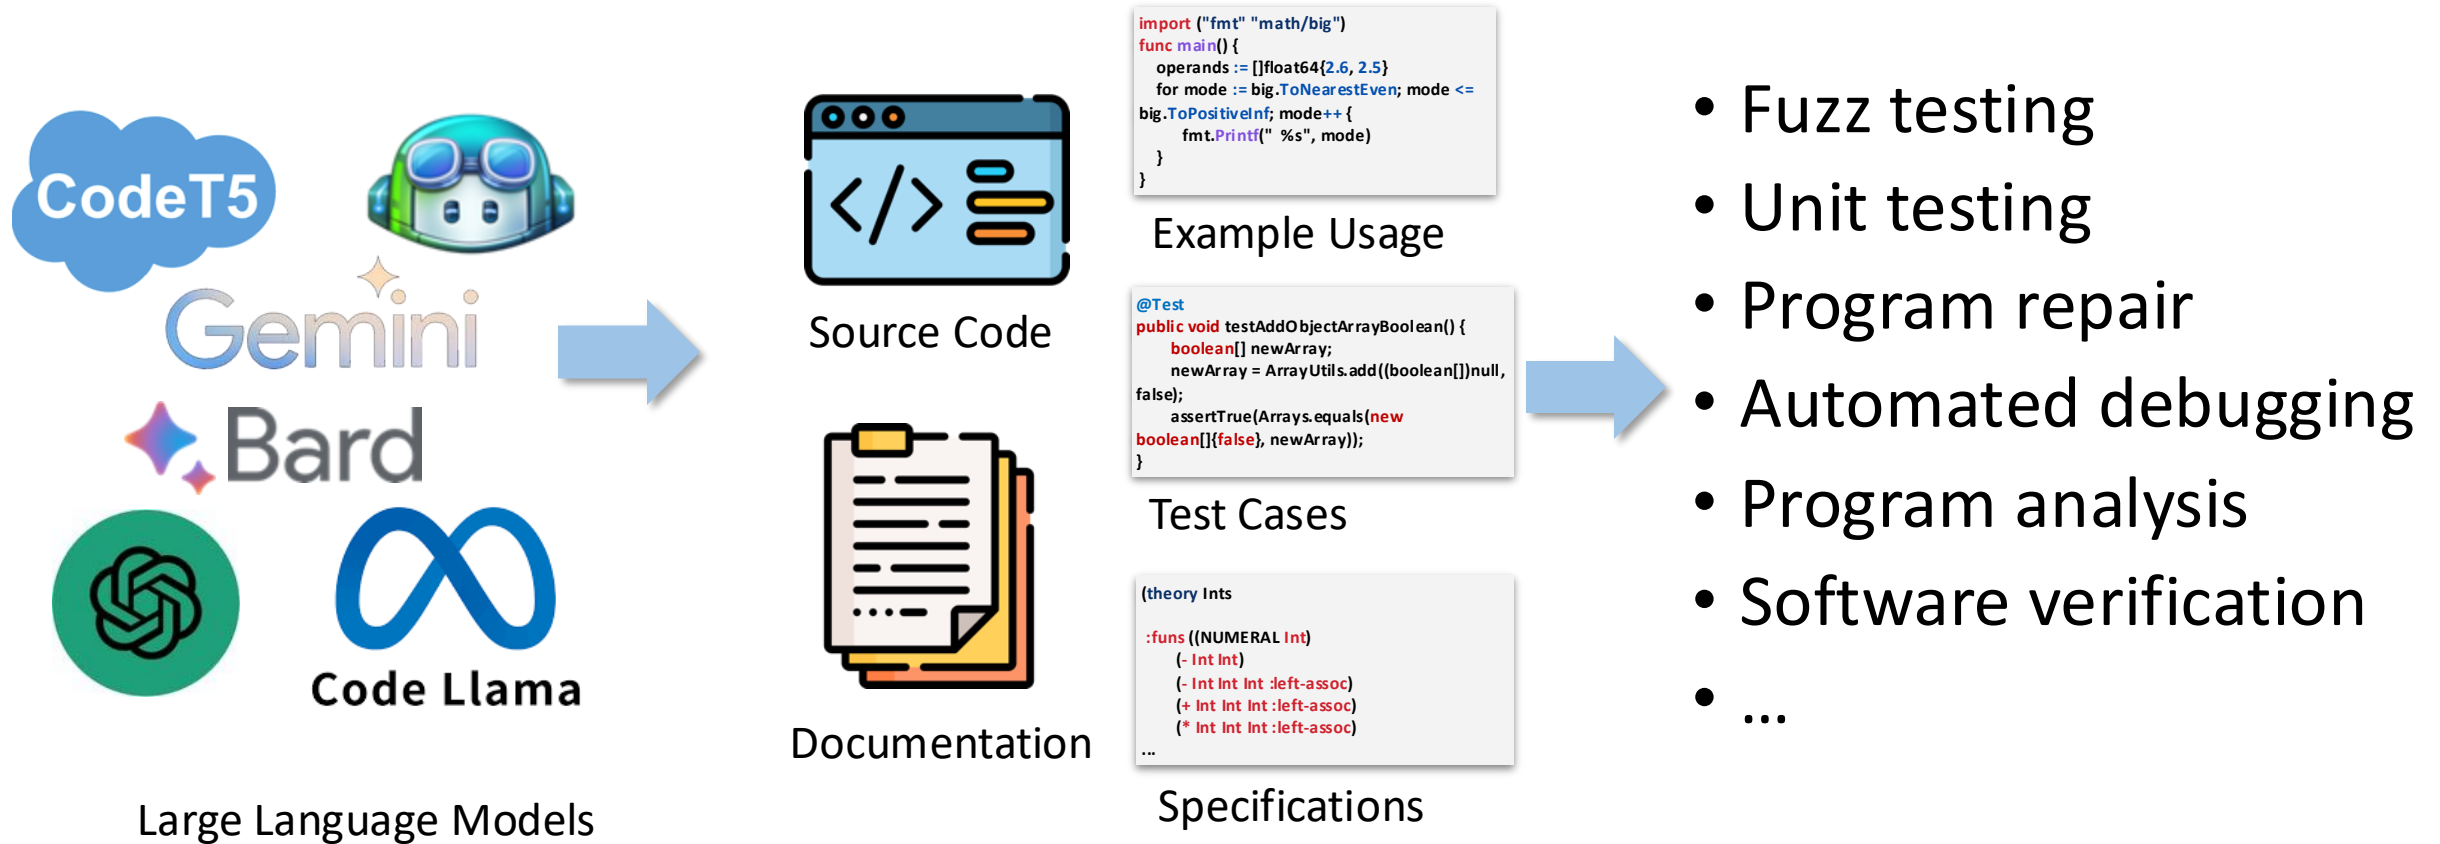 CodeT5
Gemini
Bard
Code Llama
Large Language Models
</>
Source Code
Documentation
import ("fmt" "math/big")
func main() {
operands := []float64{2.6, 2.5}
for mode := big.ToNearestEven; mode <=
big.ToPositiveInf; mode++ {
fmt.Printf(" %s", mode)
}
}
Example Usage
@Test
public void testAddObjectArrayBoolean() {
boolean[] newArray;
newArray = ArrayUtils.add((boolean[])null,
false);
assertTrue(Arrays.equals(new
boolean[]{false}, newArray));
}
Test Cases
(theory Ints
:funs ((NUMERAL Int)
(- Int Int)
(- Int Int Int :left-assoc)
(+ Int Int Int :left-assoc)
(* Int Int Int :left-assoc)
...
Specifications
• Fuzz testing
• Unit testing
• Program repair
• Automated debugging
• Program analysis
• Software verification
• ...